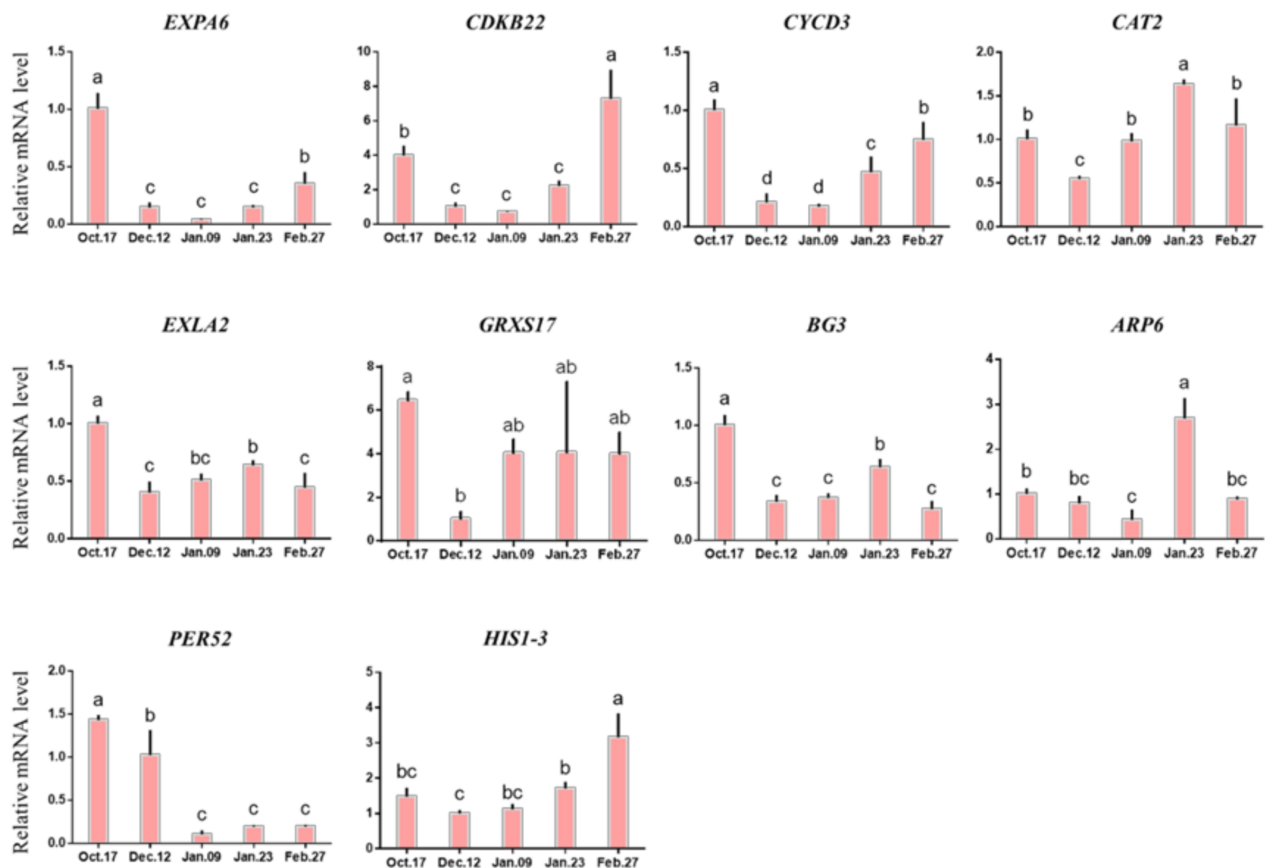 EXPA6 CDKB22 CYCD3 CAT2
Relative mRNA level
1.5 1.0 0.5 0.0
a c c c b
Oct.17 Dec.12 Jan.09 Jan.23 Feb.27
10 8 6 4 2 0
b c c c a
Oct.17 Dec.12 Jan.09 Jan.23 Feb.27
1.5 1.0 0.5 0.0
a d d c b
Oct.17 Dec.12 Jan.09 Jan.23 Feb.27
2.0 1.5 1.0 0.5 0.0
b c b a b
Oct.17 Dec.12 Jan.09 Jan.23 Feb.27
EXLA2 GRXS17 BG3 ARP6
Relative mRNA level
1.5 1.0 0.5 0.0
a c bc b c
Oct.17 Dec.12 Jan.09 Jan.23 Feb.27
8 6 4 2 0
a b ab ab ab
Oct.17 Dec.12 Jan.09 Jan.23 Feb.27
1.5 1.0 0.5 0.0
a c c b c
Oct.17 Dec.12 Jan.09 Jan.23 Feb.27
4 3 2 1 0
b bc c a bc
Oct.17 Dec.12 Jan.09 Jan.23 Feb.27
PER52 HIS1-3
Relative mRNA level
2.0 1.5 1.0 0.5 0.0
a b c c c
Oct.17 Dec.12 Jan.09 Jan.23 Feb.27
5 4 3 2 1 0
bc c bc b a
Oct.17 Dec.12 Jan.09 Jan.23 Feb.27